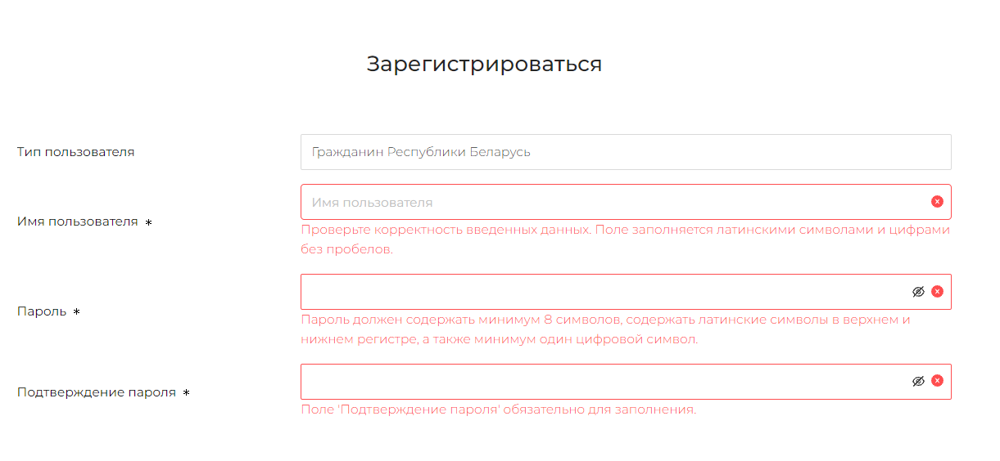 Зарегистрироваться
Тип пользователя
Гражданин Республики Беларусь
Имя пользователя *
Имя пользователя
Проверьте корректность введенных данных. Поле заполняется латинскими символами и цифрами
без пробелов.
Пароль *
Пароль должен содержать минимум 8 символов, содержать латинские символы в верхнем и
нижнем регистре, а также минимум один цифровой символ.
Подтверждение пароля *
Поле 'Подтверждение пароля' обязательно для заполнения.